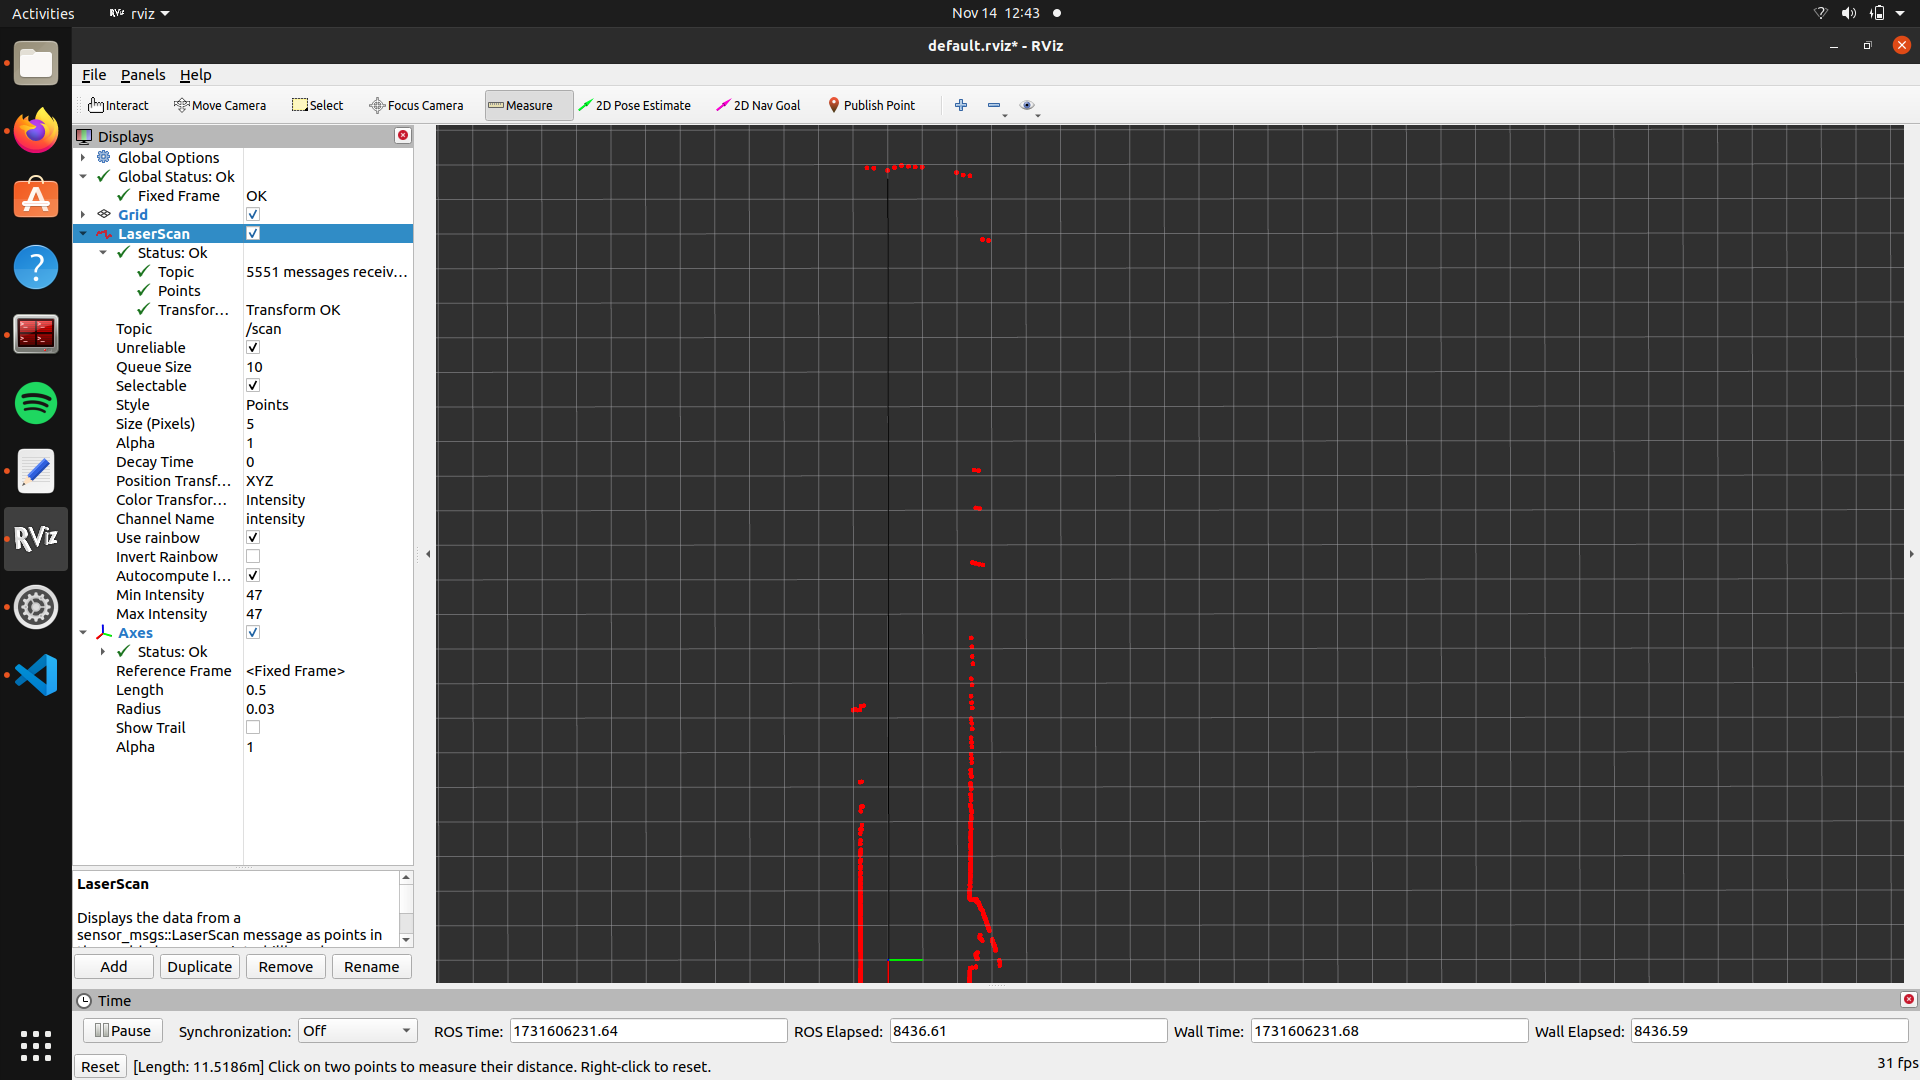 Activities rviz Nov 14 12:43
default.rviz* - RViz
File Panels Help
Interact Move Camera Select Focus Camera Measure 2D Pose Estimate 2D Nav Goal Publish Point
Displays
Global Options
Global Status: Ok
Fixed Frame OK
Grid
LaserScan
Status: Ok
Topic 5551 messages receiv...
Points
Transfor... Transform OK
Topic /scan
Unreliable
Queue Size 10
Selectable
Style Points
Size (Pixels) 5
Alpha 1
Decay Time 0
Position Transf... XYZ
Color Transfor... Intensity
Channel Name intensity
Use rainbow
Invert Rainbow
Autocompute I...
Min Intensity 47
Max Intensity 47
Axes
Status: Ok
Reference Frame <Fixed Frame>
Length 0.5
Radius 0.03
Show Trail
Alpha 1
RViz
LaserScan
Displays the data from a
sensor_msgs::LaserScan message as points in
Add Duplicate Remove Rename
Time
Pause Synchronization: Off ROS Time: 1731606231.64 ROS Elapsed: 8436.61 Wall Time: 1731606231.68 Wall Elapsed: 8436.59
Reset [Length: 11.5186m] Click on two points to measure their distance. Right-click to reset. 31 fps